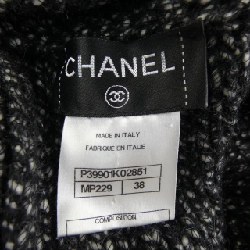 CHANEL
MADE IN ITALY
FABRIQUE EN ITALIE
P39901K02851
MP229 38
COMPOSITION